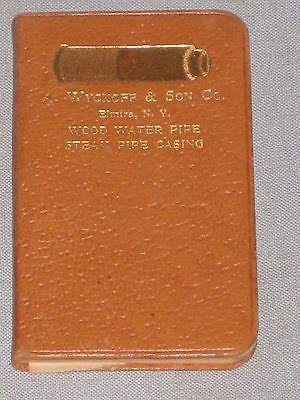 A. WYCKOFF & SON CO.
Elmira, N. Y.
WOOD WATER PIPE
STEAM PIPE CASING